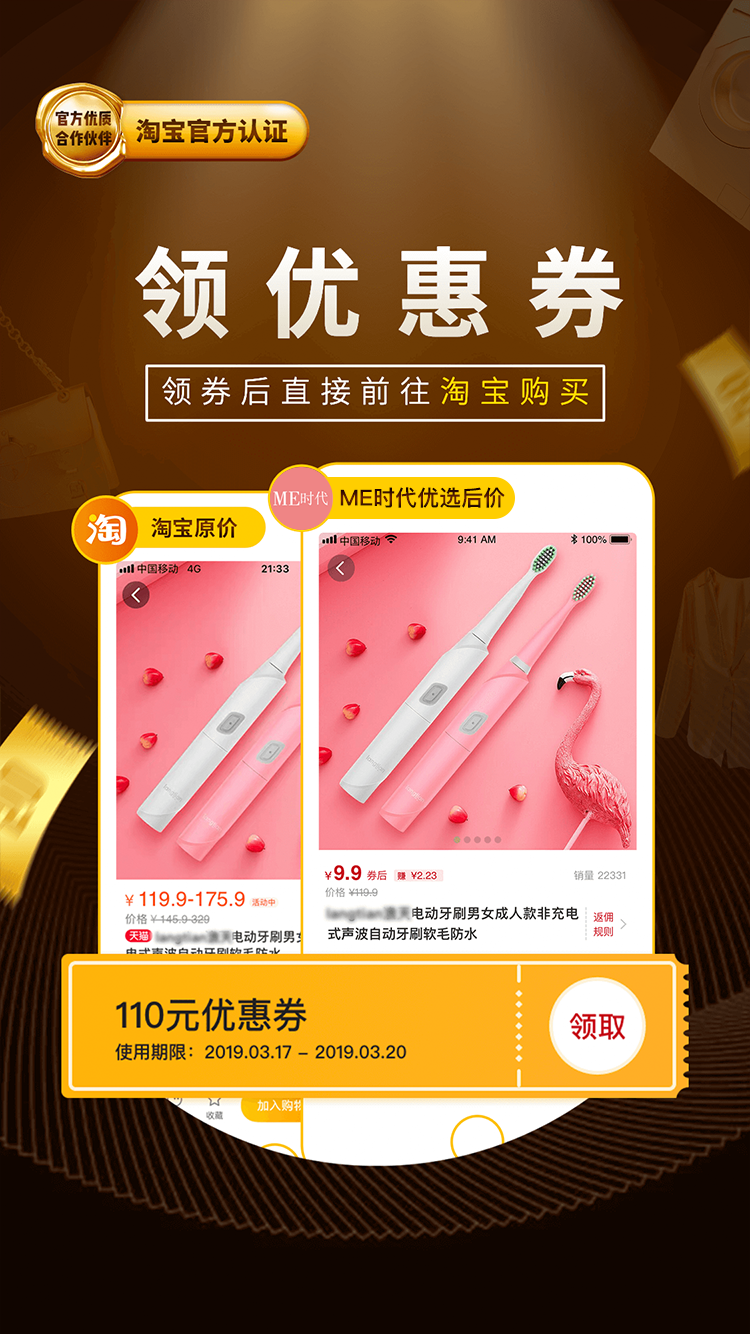 官方优质
合作伙伴
淘宝官方认证
领优惠券
领券后直接前往淘宝购买
ME时代
ME时代优选后价
淘
淘宝原价
中国移动 4G 21:33
中国移动 9:41 AM 100%
¥ 119.9-175.9 活动中
价格 ¥ 145.9-329
天猫 电动牙刷男女
¥ 9.9 券后 赚 ¥2.23 销量 22331
价格 ¥119.9
电动牙刷男女成人款非充电
式声波自动牙刷软毛防水
返佣
规则
110元优惠券
使用期限：2019.03.17 – 2019.03.20
领取
收藏
加入购物